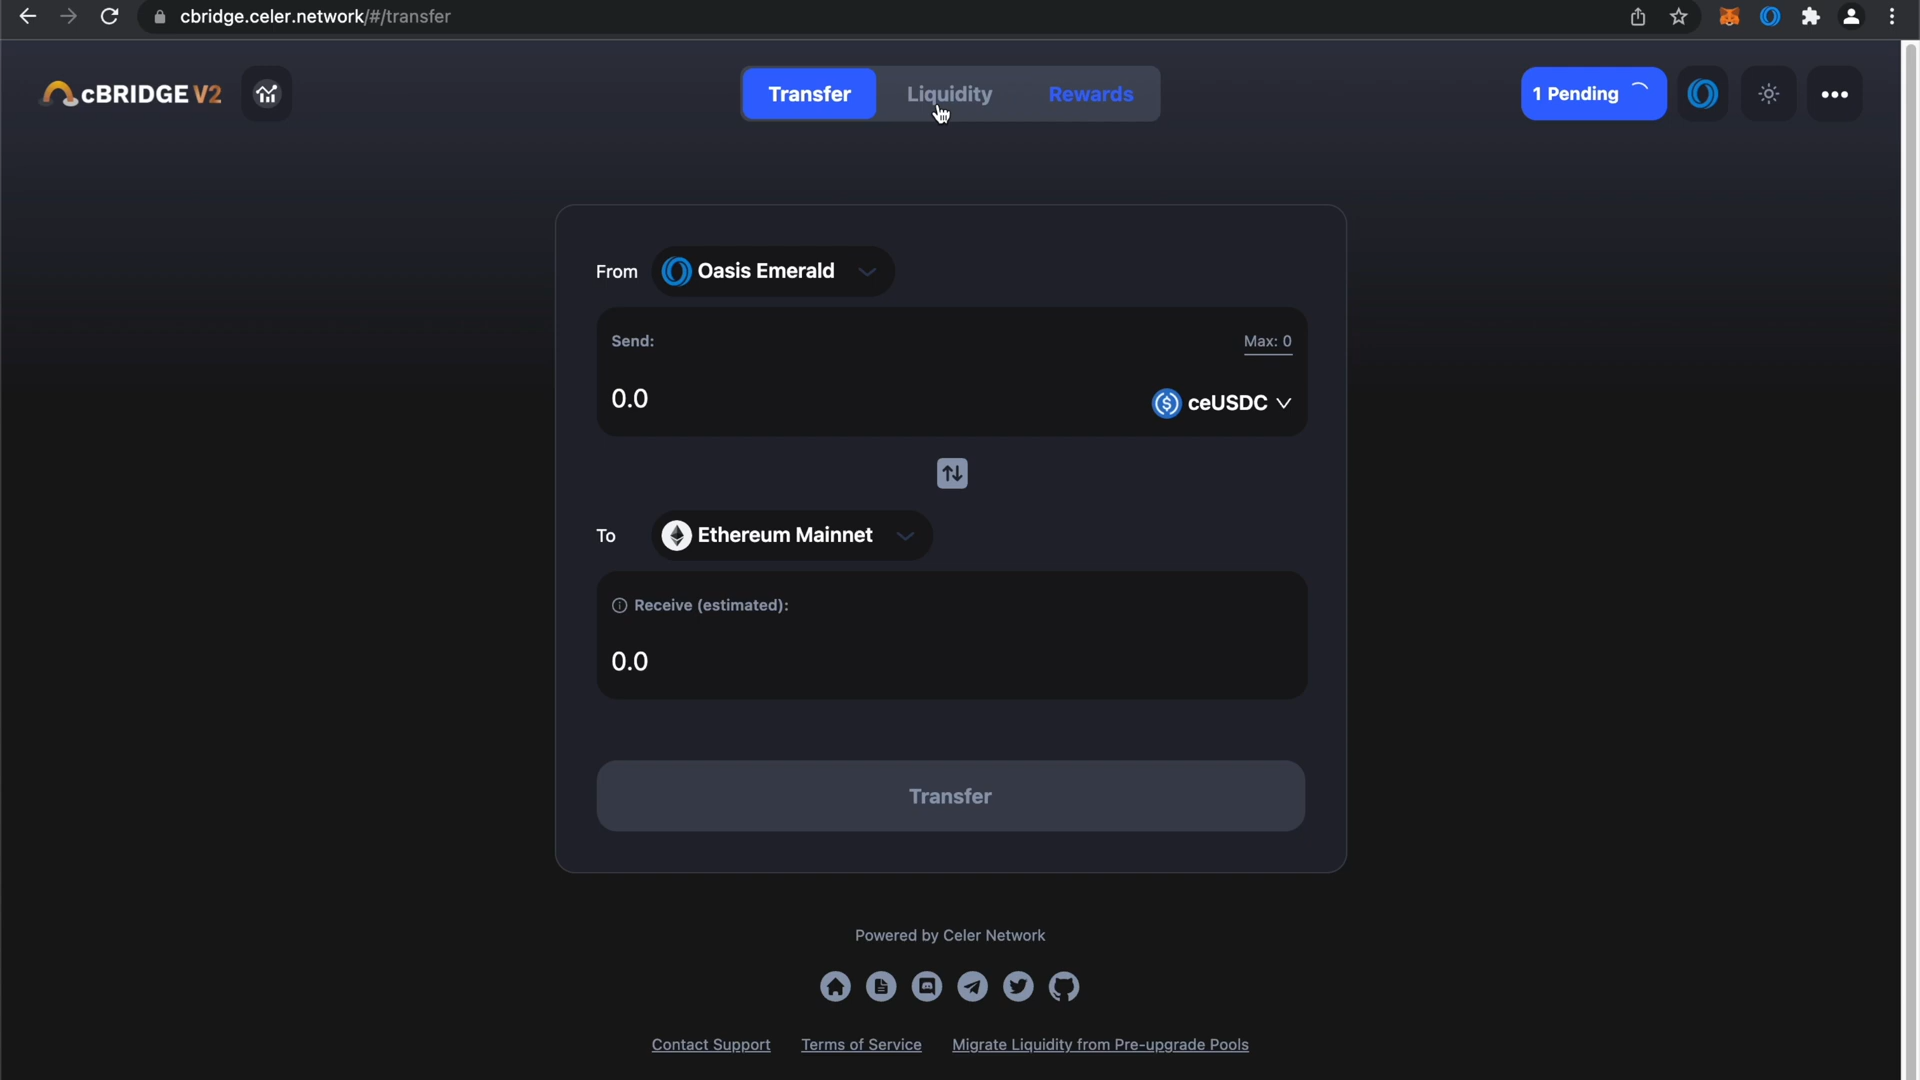 cbridge.celer.network/#/transfer
cBRIDGE V2
Transfer
Liquidity
Rewards
1 Pending
From
Oasis Emerald
Send:
Max: 0
0.0
ceUSDC
To
Ethereum Mainnet
Receive (estimated):
0.0
Transfer
Powered by Celer Network
Contact Support
Terms of Service
Migrate Liquidity from Pre-upgrade Pools